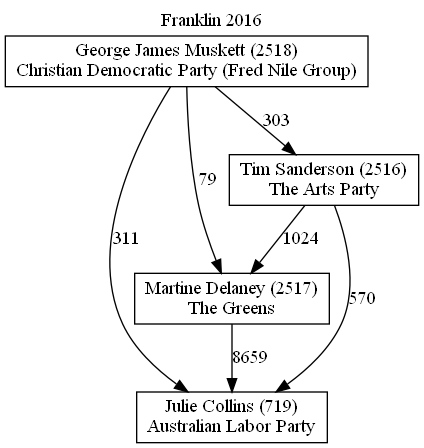 Franklin 2016
George James Muskett (2518)
Christian Democratic Party (Fred Nile Group)
303
Tim Sanderson (2516)
The Arts Party
79
311
1024
Martine Delaney (2517)
The Greens
570
8659
Julie Collins (719)
Australian Labor Party